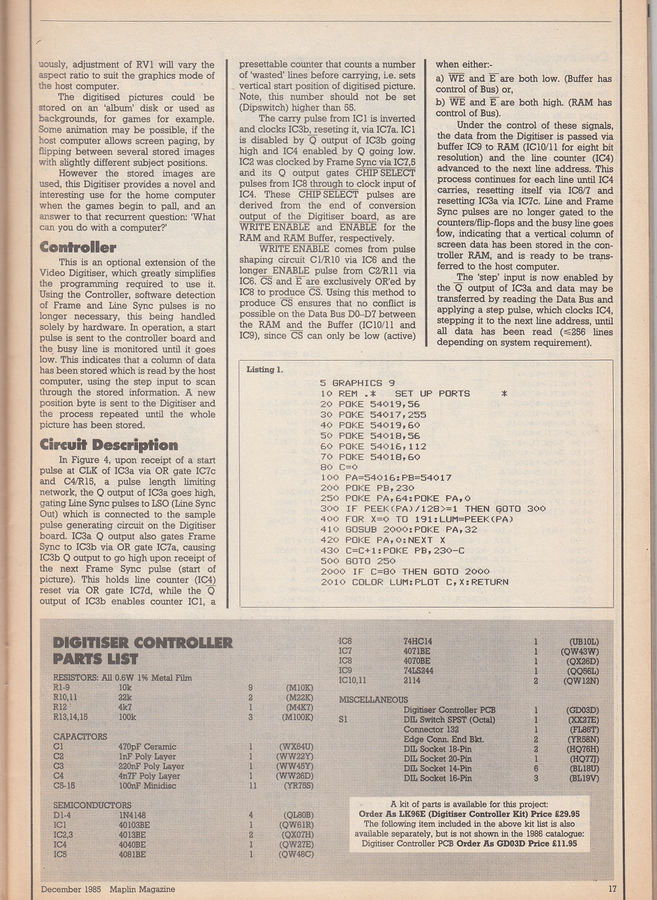 uously, adjustment of RV1 will vary the
aspect ratio to suit the graphics mode of
the host computer.
The digitised pictures could be
stored on an 'album' disk or used as
backgrounds, for games for example.
Some animation may be possible, if the
host computer allows screen paging, by
flipping between several stored images
with slightly different subject positions.
However the stored images are
used, this Digitiser provides a novel and
interesting use for the home computer
when the games begin to pall, and an
answer to that recurrent question: 'What
can you do with a computer?'
Controller
This is an optional extension of the
Video Digitiser, which greatly simplifies
the programming required to use it.
Using the Controller, software detection
of Frame and Line Sync pulses is no
longer necessary, this being handled
solely by hardware. In operation, a start
pulse is sent to the controller board and
the busy line is monitored until it goes
low. This indicates that a column of data
has been stored which is read by the host
computer, using the step input to scan
through the stored information. A new
position byte is sent to the Digitiser and
the process repeated until the whole
picture has been stored.
Circuit Description
In Figure 4, upon receipt of a start
pulse at CLK of IC3a via OR gate IC7c
and C4/R15, a pulse length limiting
network, the Q output of IC3a goes high,
gating Line Sync pulses to LSO (Line Sync
Out) which is connected to the sample
pulse generating circuit on the Digitiser
board. IC3a Q output also gates Frame
Sync to IC3b via OR gate IC7a, causing
IC3b Q output to go high upon receipt of
the next Frame Sync pulse (start of
picture). This holds line counter (IC4)
reset via OR gate IC7d, while the Q̅
output of IC3b enables counter IC1, a
presettable counter that counts a number
of 'wasted' lines before carrying, i.e. sets
vertical start position of digitised picture.
Note, this number should not be set
(Dipswitch) higher than 55.
The carry pulse from IC1 is inverted
and clocks IC3b, reseting it, via IC7a. IC1
is disabled by Q̅ output of IC3b going
high and IC4 enabled by Q going low.
IC2 was clocked by Frame Sync via IC7,5
and its Q output gates C̅H̅I̅P̅ S̅E̅L̅E̅C̅T̅
pulses from IC8 through to clock input of
IC4. These C̅H̅I̅P̅ S̅E̅L̅E̅C̅T̅ pulses are
derived from the end of conversion
output of the Digitiser board, as are
W̅R̅I̅T̅E̅ E̅N̅A̅B̅L̅E̅ and E̅N̅A̅B̅L̅E̅ for the
RAM and RAM Buffer, respectively.
W̅R̅I̅T̅E̅ E̅N̅A̅B̅L̅E̅ comes from pulse
shaping circuit C1/R10 via IC6 and the
longer ENABLE pulse from C2/R11 via
IC6. C̅S̅ and E̅ are exclusively OR'ed by
IC8 to produce C̅S̅. Using this method to
produce C̅S̅ ensures that no conflict is
possible on the Data Bus D0–D7 between
the RAM and the Buffer (IC10/11 and
IC9), since C̅S̅ can only be low (active)
when either:-
a) W̅E̅ and E̅ are both low. (Buffer has
control of Bus) or,
b) W̅E̅ and E̅ are both high. (RAM has
control of Bus).
Under the control of these signals,
the data from the Digitiser is passed via
buffer IC9 to RAM (IC10/11 for eight bit
resolution) and the line counter (IC4)
advanced to the next line address. This
process continues for each line until IC4
carries, resetting itself via IC6/7 and
resetting IC3a via IC7c. Line and Frame
Sync pulses are no longer gated to the
counters/flip-flops and the busy line goes
low, indicating that a vertical column of
screen data has been stored in the con-
troller RAM, and is ready to be trans-
ferred to the host computer.
The 'step' input is now enabled by
the Q̅ output of IC3a and data may be
transferred by reading the Data Bus and
applying a step pulse, which clocks IC4,
stepping it to the next line address, until
all data has been read (≤256 lines
depending on system requirement).
Listing 1.
5 GRAPHICS 9
10 REM .* SET UP PORTS *
20 POKE 54019,56
30 POKE 54017,255
40 POKE 54019,60
50 POKE 54018,56
60 POKE 54016,112
70 POKE 54018,60
80 C=0
100 PA=54016:PB=54017
200 POKE PB,230
250 POKE PA,64:POKE PA,0
300 IF PEEK(PA)/128>=1 THEN GOTO 300
400 FOR X=0 TO 191:LUM=PEEK(PA)
410 GOSUB 2000:POKE PA,32
420 POKE PA,0:NEXT X
430 C=C+1:POKE PB,230-C
500 GOTO 250
2000 IF C=80 THEN GOTO 2000
2010 COLOR LUM:PLOT C,X:RETURN
DIGITISER CONTROLLER
PARTS LIST
RESISTORS: All 0.6W 1% Metal Film
R1-9 10k 9 (M10K)
R10,11 22k 2 (M22K)
R12 4k7 1 (M4K7)
R13,14,15 100k 3 (M100K)
CAPACITORS
C1 470pF Ceramic 1 (WX64U)
C2 1nF Poly Layer 1 (WW22Y)
C3 220nF Poly Layer 1 (WW45Y)
C4 4n7F Poly Layer 1 (WW26D)
C5-15 100nF Minidisc 11 (YR75S)
SEMICONDUCTORS
D1-4 1N4148 4 (QL80B)
IC1 40103BE 1 (QW61R)
IC2,3 4013BE 2 (QX07H)
IC4 4040BE 1 (QW27E)
IC5 4081BE 1 (QW48C)
IC6 74HC14 1 (UB10L)
IC7 4071BE 1 (QW43W)
IC8 4070BE 1 (QX26D)
IC9 74LS244 1 (QQ56L)
IC10,11 2114 2 (QW12N)
MISCELLANEOUS
Digitiser Controller PCB 1 (GD03D)
S1 DIL Switch SPST (Octal) 1 (XX27E)
Connector 132 1 (FL86T)
Edge Conn. End Bkt. 2 (YR58N)
DIL Socket 18-Pin 2 (HQ76H)
DIL Socket 20-Pin 1 (HQ77J)
DIL Socket 14-Pin 6 (BL18U)
DIL Socket 16-Pin 3 (BL19V)
A kit of parts is available for this project:
Order As LK96E (Digitiser Controller Kit) Price £29.95
The following item included in the above kit list is also
available separately, but is not shown in the 1986 catalogue:
Digitiser Controller PCB Order As GD03D Price £11.95
December 1985 Maplin Magazine
17